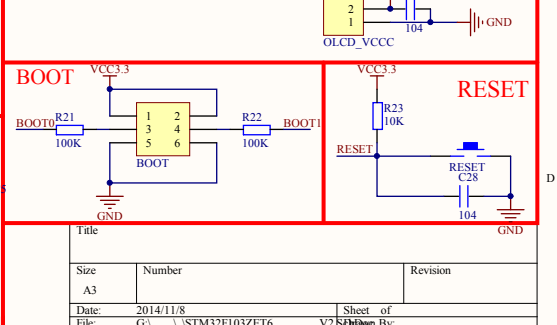 2
1
104
GND
OLCD_VCCC
BOOT
VCC3.3
VCC3.3
RESET
R21
R22
R23
10K
BOOT0
1 2
3 4
5 6
BOOT1
100K
100K
BOOT
RESET
RESET
C28
104
GND
GND
D
Title
Size
Number
Revision
A3
Date:
2014/11/8
Sheet of
File: